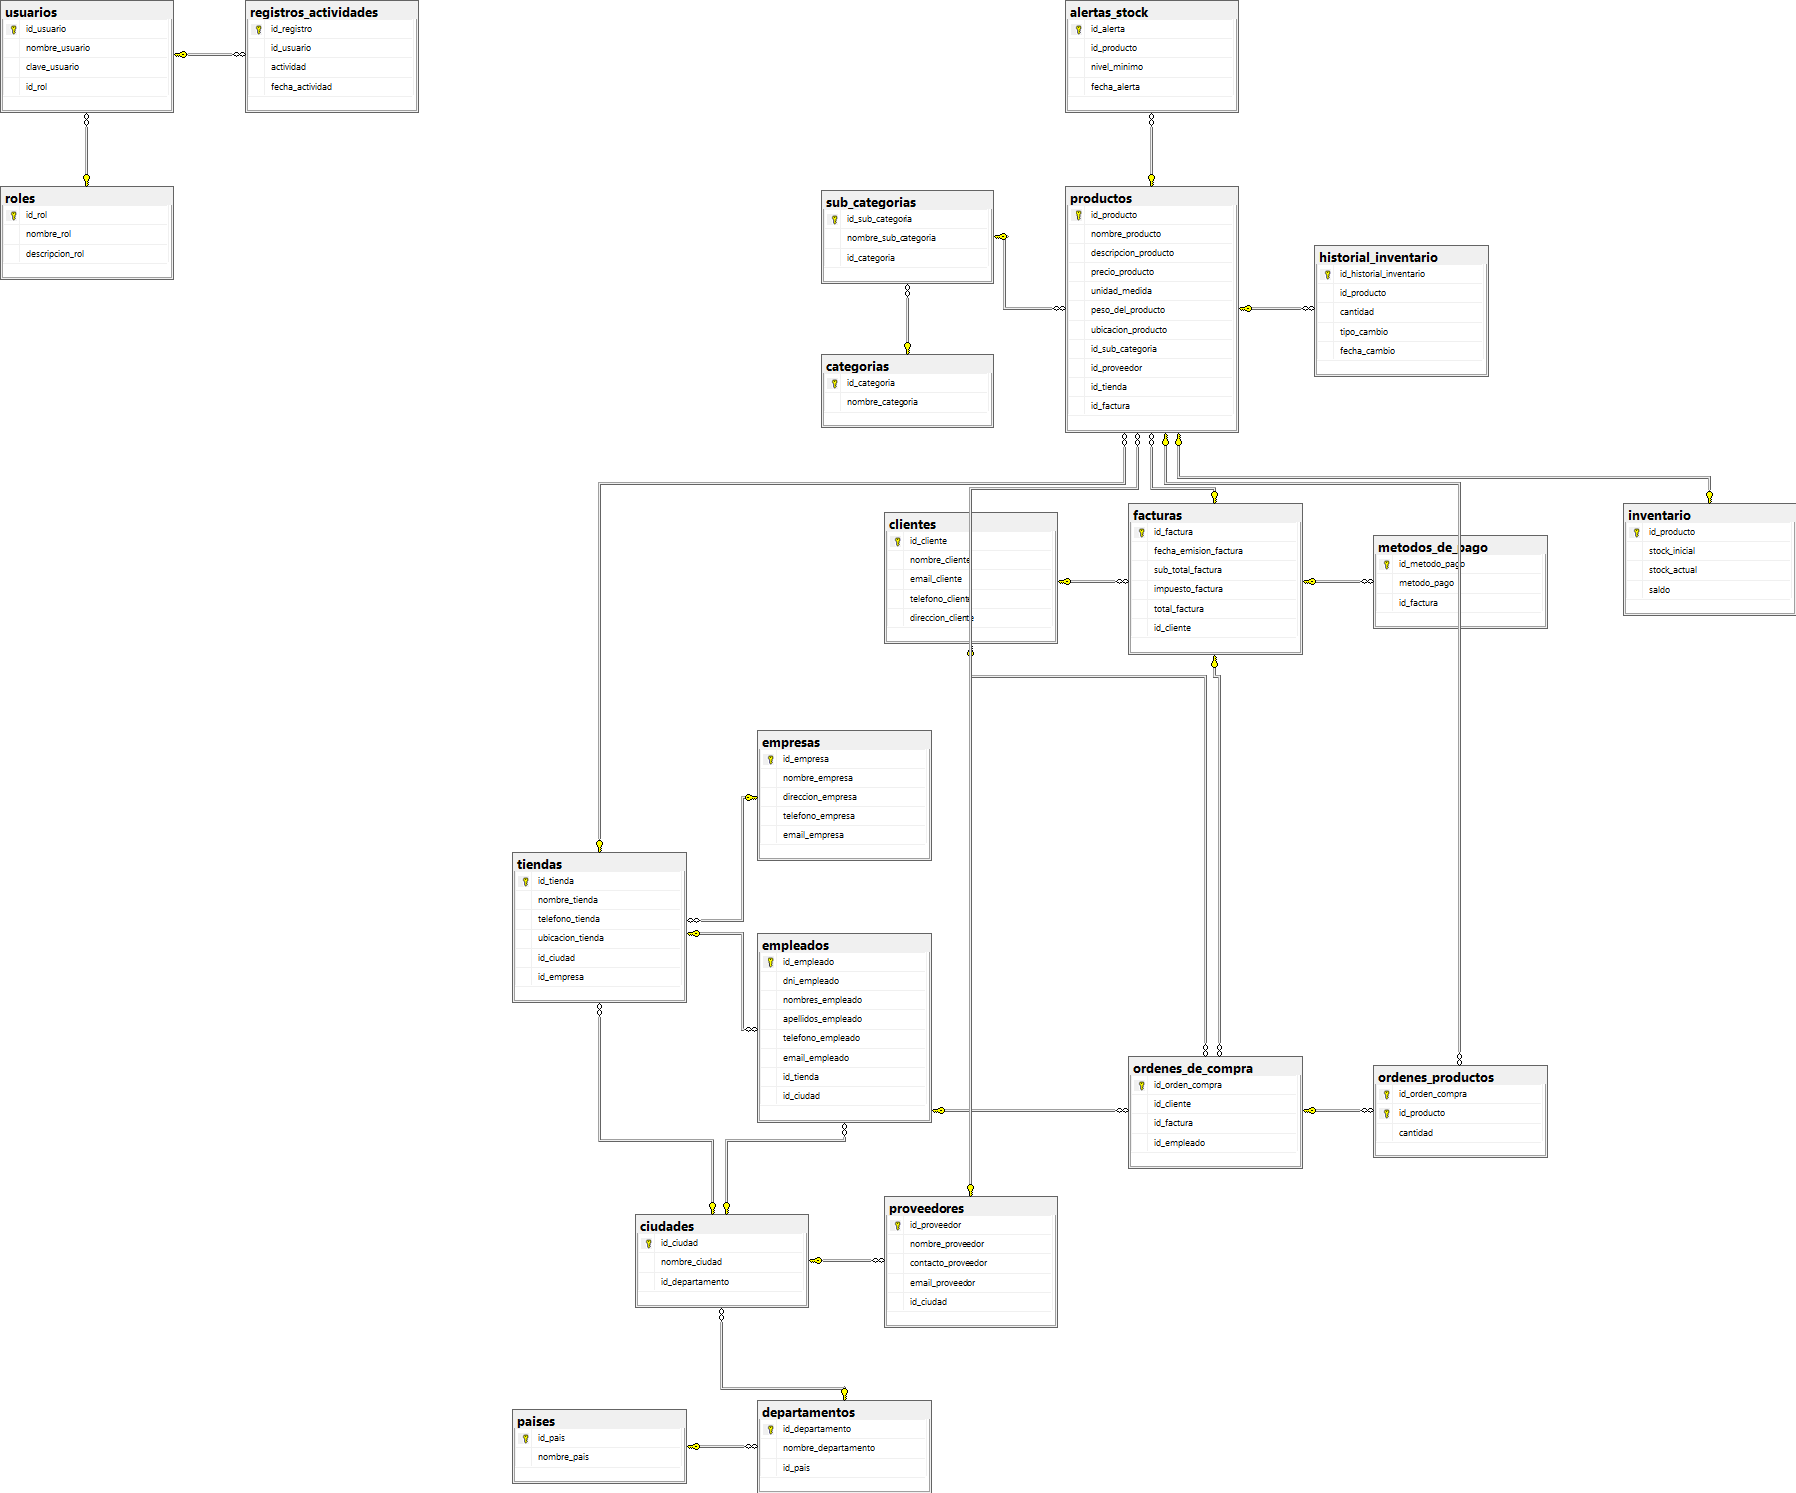 usuarios
id_usuario
nombre_usuario
clave_usuario
id_rol
registros_actividades
id_registro
id_usuario
actividad
fecha_actividad
alertas_stock
id_alerta
id_producto
nivel_minimo
fecha_alerta
roles
id_rol
nombre_rol
descripcion_rol
sub_categorias
id_sub_categoria
nombre_sub_categoria
id_categoria
productos
id_producto
nombre_producto
descripcion_producto
precio_producto
unidad_medida
peso_del_producto
ubicacion_producto
id_sub_categoria
id_proveedor
id_tienda
id_factura
historial_inventario
id_historial_inventario
id_producto
cantidad
tipo_cambio
fecha_cambio
categorias
id_categoria
nombre_categoria
clientes
id_cliente
nombre_cliente
email_cliente
telefono_cliente
direccion_cliente
facturas
id_factura
fecha_emision_factura
sub_total_factura
impuesto_factura
total_factura
id_cliente
metodos_de_pago
id_metodo_pago
metodo_pago
id_factura
inventario
id_producto
stock_inicial
stock_actual
saldo
empresas
id_empresa
nombre_empresa
direccion_empresa
telefono_empresa
email_empresa
tiendas
id_tienda
nombre_tienda
telefono_tienda
ubicacion_tienda
id_ciudad
id_empresa
empleados
id_empleado
dni_empleado
nombres_empleado
apellidos_empleado
telefono_empleado
email_empleado
id_tienda
id_ciudad
ordenes_de_compra
id_orden_compra
id_cliente
id_factura
id_empleado
ordenes_productos
id_orden_compra
id_producto
cantidad
ciudades
id_ciudad
nombre_ciudad
id_departamento
proveedores
id_proveedor
nombre_proveedor
contacto_proveedor
email_proveedor
id_ciudad
paises
id_pais
nombre_pais
departamentos
id_departamento
nombre_departamento
id_pais